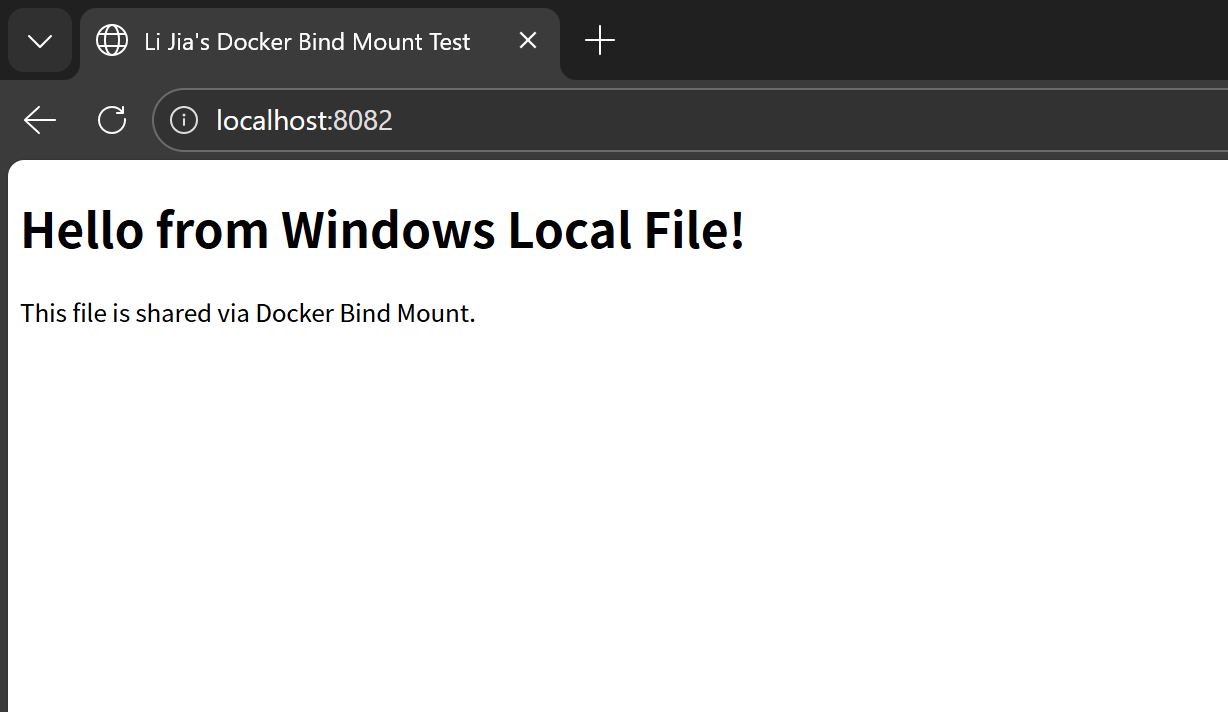 Li Jia's Docker Bind Mount Test
localhost:8082
Hello from Windows Local File!
This file is shared via Docker Bind Mount.